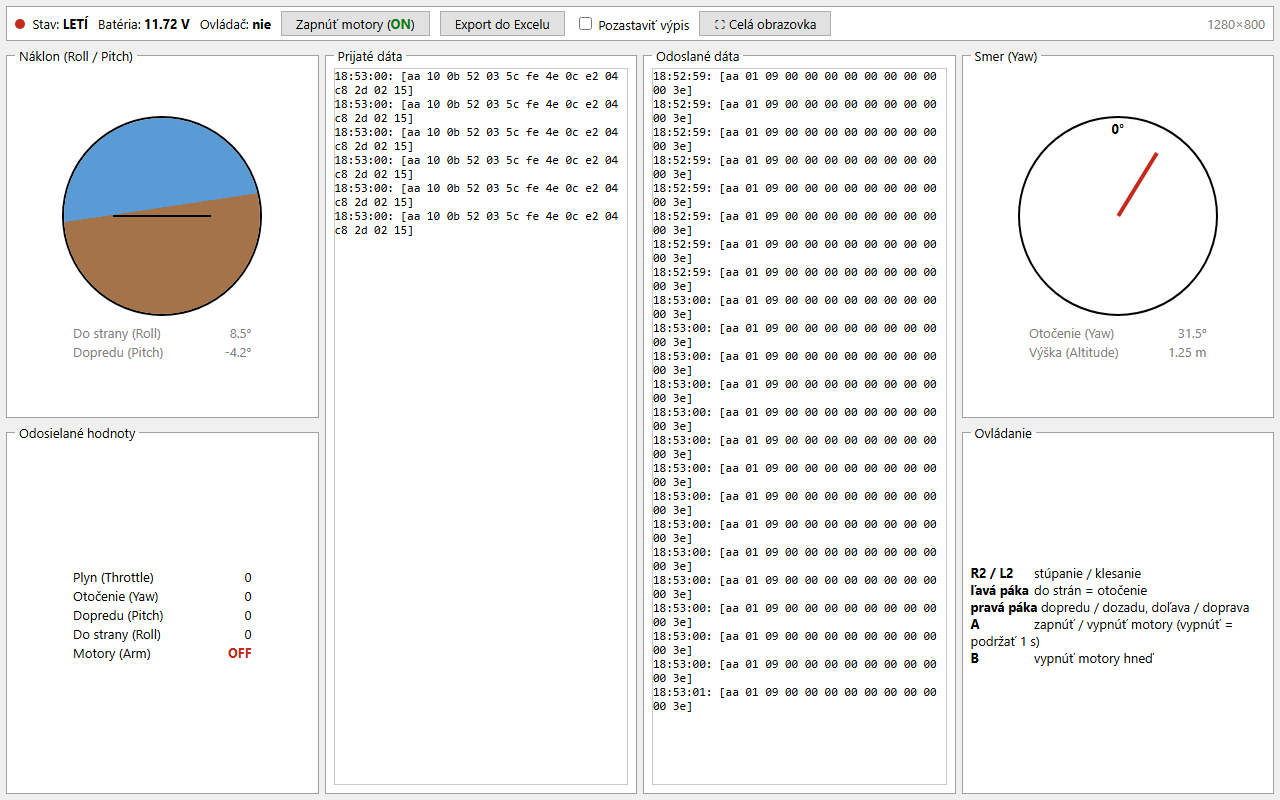 Stav: LETÍ Batéria: 11.72 V Ovládač: nie Zapnúť motory (ON) Export do Excelu Pozastaviť výpis ⛶ Celá obrazovka 1280×800
Náklon (Roll / Pitch)
Do strany (Roll) 8.5°
Dopredu (Pitch) -4.2°
Odosielané hodnoty
Plyn (Throttle) 0
Otočenie (Yaw) 0
Dopredu (Pitch) 0
Do strany (Roll) 0
Motory (Arm) OFF
Prijaté dáta
18:53:00: [aa 10 0b 52 03 5c fe 4e 0c e2 04
c8 2d 02 15]
18:53:00: [aa 10 0b 52 03 5c fe 4e 0c e2 04
c8 2d 02 15]
18:53:00: [aa 10 0b 52 03 5c fe 4e 0c e2 04
c8 2d 02 15]
18:53:00: [aa 10 0b 52 03 5c fe 4e 0c e2 04
c8 2d 02 15]
18:53:00: [aa 10 0b 52 03 5c fe 4e 0c e2 04
c8 2d 02 15]
18:53:00: [aa 10 0b 52 03 5c fe 4e 0c e2 04
c8 2d 02 15]
Odoslané dáta
18:52:59: [aa 01 09 00 00 00 00 00 00 00 00
00 3e]
18:52:59: [aa 01 09 00 00 00 00 00 00 00 00
00 3e]
18:52:59: [aa 01 09 00 00 00 00 00 00 00 00
00 3e]
18:52:59: [aa 01 09 00 00 00 00 00 00 00 00
00 3e]
18:52:59: [aa 01 09 00 00 00 00 00 00 00 00
00 3e]
18:52:59: [aa 01 09 00 00 00 00 00 00 00 00
00 3e]
18:52:59: [aa 01 09 00 00 00 00 00 00 00 00
00 3e]
18:52:59: [aa 01 09 00 00 00 00 00 00 00 00
00 3e]
18:53:00: [aa 01 09 00 00 00 00 00 00 00 00
00 3e]
18:53:00: [aa 01 09 00 00 00 00 00 00 00 00
00 3e]
18:53:00: [aa 01 09 00 00 00 00 00 00 00 00
00 3e]
18:53:00: [aa 01 09 00 00 00 00 00 00 00 00
00 3e]
18:53:00: [aa 01 09 00 00 00 00 00 00 00 00
00 3e]
18:53:00: [aa 01 09 00 00 00 00 00 00 00 00
00 3e]
18:53:00: [aa 01 09 00 00 00 00 00 00 00 00
00 3e]
18:53:00: [aa 01 09 00 00 00 00 00 00 00 00
00 3e]
18:53:00: [aa 01 09 00 00 00 00 00 00 00 00
00 3e]
18:53:00: [aa 01 09 00 00 00 00 00 00 00 00
00 3e]
18:53:00: [aa 01 09 00 00 00 00 00 00 00 00
00 3e]
18:53:00: [aa 01 09 00 00 00 00 00 00 00 00
00 3e]
18:53:00: [aa 01 09 00 00 00 00 00 00 00 00
00 3e]
18:53:00: [aa 01 09 00 00 00 00 00 00 00 00
00 3e]
18:53:01: [aa 01 09 00 00 00 00 00 00 00 00
00 3e]
Smer (Yaw)
0°
Otočenie (Yaw) 31.5°
Výška (Altitude) 1.25 m
Ovládanie
R2 / L2 stúpanie / klesanie
ľavá páka do strán = otočenie
pravá páka dopredu / dozadu, doľava / doprava
A zapnúť / vypnúť motory (vypnúť =
podržať 1 s)
B vypnúť motory hneď